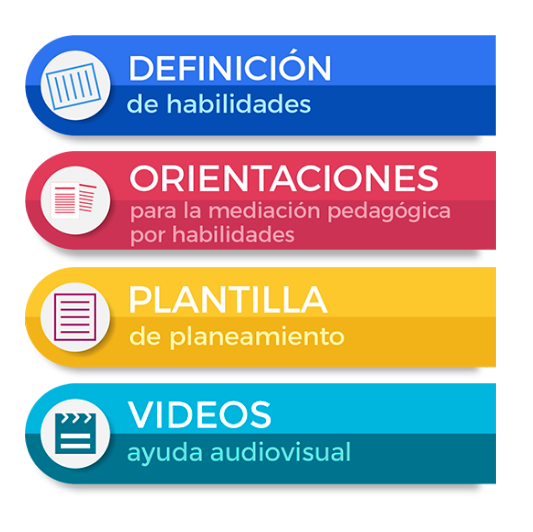 DEFINICIÓN
de habilidades
ORIENTACIONES
para la mediación pedagógica
por habilidades
PLANTILLA
de planeamiento
VIDEOS
ayuda audiovisual